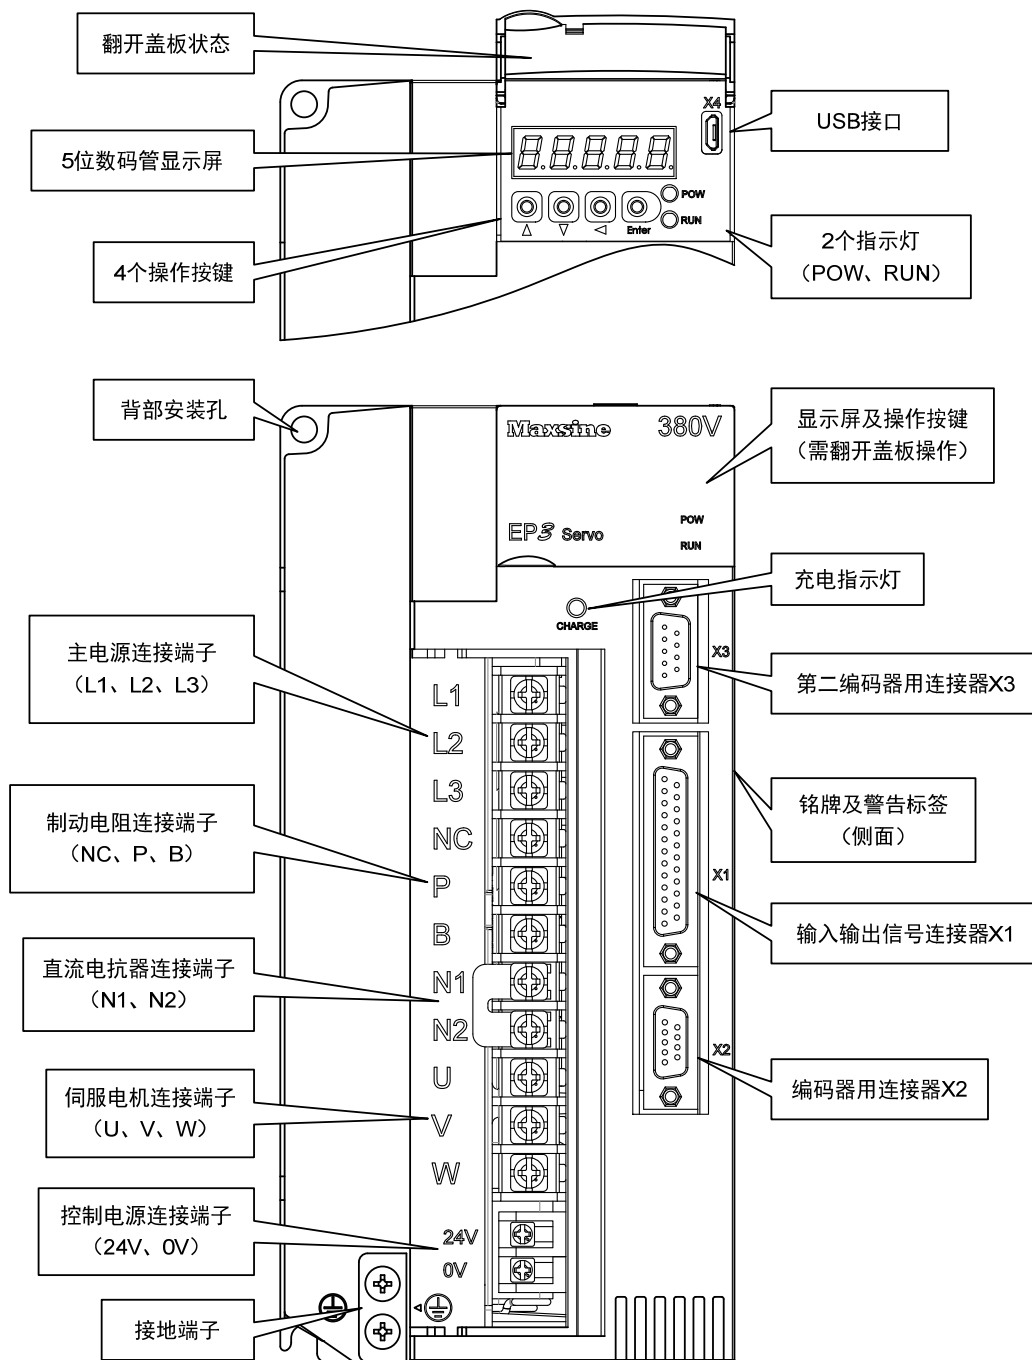 翻开盖板状态
X4
USB接口
5位数码管显示屏
8.8.8.8.8.
POW
RUN
Enter
2个指示灯
（POW、RUN）
4个操作按键
背部安装孔
Maxsine 380V
显示屏及操作按键
（需翻开盖板操作）
POW
EP3 Servo
RUN
充电指示灯
CHARGE
主电源连接端子
（L1、L2、L3）
X3
第二编码器用连接器X3
L1
L2
L3
铭牌及警告标签
（侧面）
制动电阻连接端子
（NC、P、B）
NC
P
B
X1
输入输出信号连接器X1
直流电抗器连接端子
（N1、N2）
N1
N2
X2
编码器用连接器X2
伺服电机连接端子
（U、V、W）
U
V
W
控制电源连接端子
（24V、0V）
24V
0V
接地端子